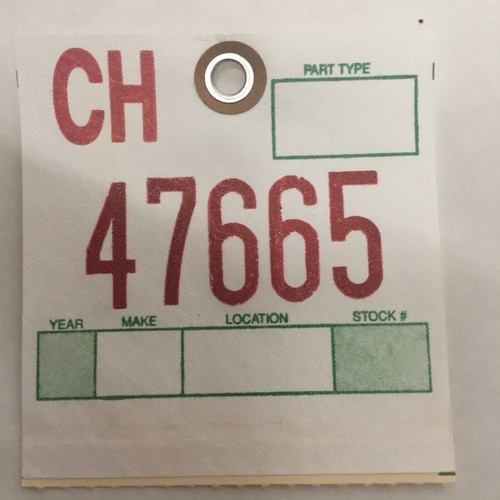 CH
PART TYPE
47665
YEAR MAKE LOCATION STOCK #